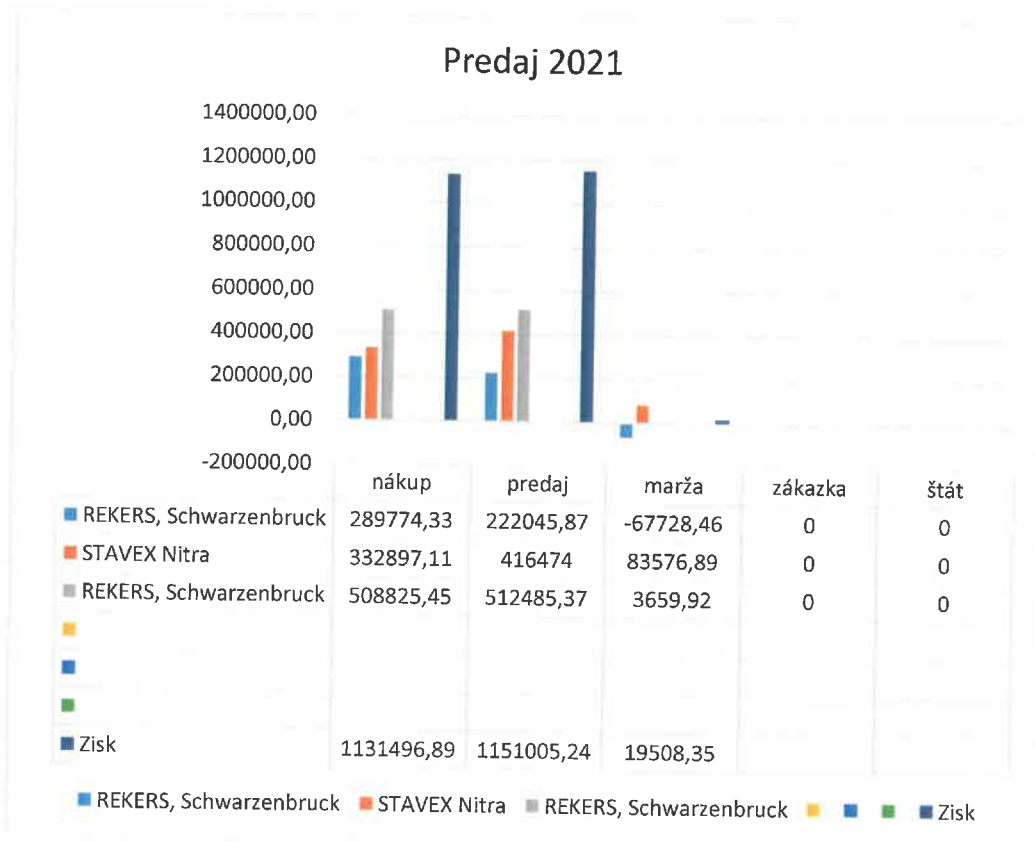 Predaj 2021
1400000,00
1200000,00
1000000,00
800000,00
600000,00
400000,00
200000,00
0,00
-200000,00
nákup predaj marža zákazka štát
REKERS, Schwarzenbruck 289774,33 222045,87 -67728,46 0 0
STAVEX Nitra 332897,11 416474 83576,89 0 0
REKERS, Schwarzenbruck 508825,45 512485,37 3659,92 0 0
Zisk 1131496,89 1151005,24 19508,35
REKERS, Schwarzenbruck STAVEX Nitra REKERS, Schwarzenbruck Zisk